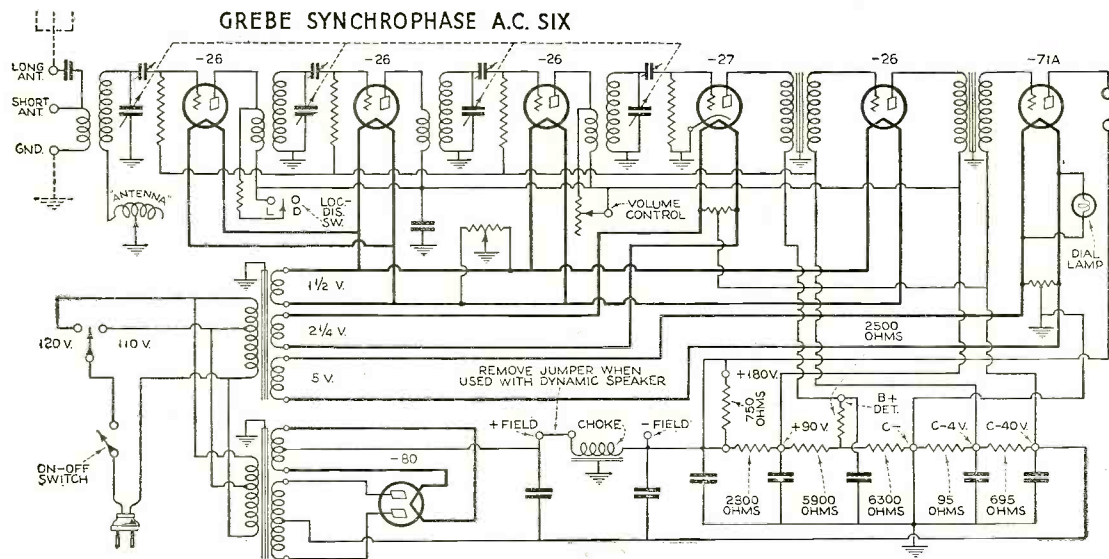 GREBE SYNCHROPHASE A.C. SIX
-26
-26
-26
-27
-26
-71A
LONG
ANT.
SHORT
ANT.
GND.
"ANTENNA"
L
D
LOC-
DIS.
SW.
VOLUME
CONTROL
DIAL
LAMP
1½ V.
2¼ V.
5 V.
120 V.
110 V.
ON-OFF
SWITCH
REMOVE JUMPER WHEN
USED WITH DYNAMIC SPEAKER
+ FIELD
CHOKE
- FIELD
-80
2500
OHMS
+180V.
750
OHMS
+90 V.
B+
DET.
C-
C-4V.
C-40V.
2300
OHMS
5900
OHMS
6300
OHMS
95
OHMS
695
OHMS